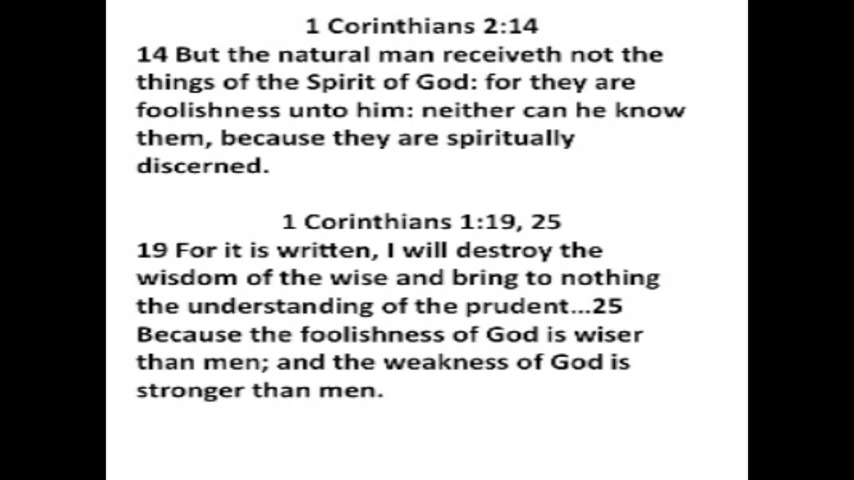 1 Corinthians 2:14
14 But the natural man receiveth not the
things of the Spirit of God: for they are
foolishness unto him: neither can he know
them, because they are spiritually
discerned.
1 Corinthians 1:19, 25
19 For it is written, I will destroy the
wisdom of the wise and bring to nothing
the understanding of the prudent...25
Because the foolishness of God is wiser
than men; and the weakness of God is
stronger than men.